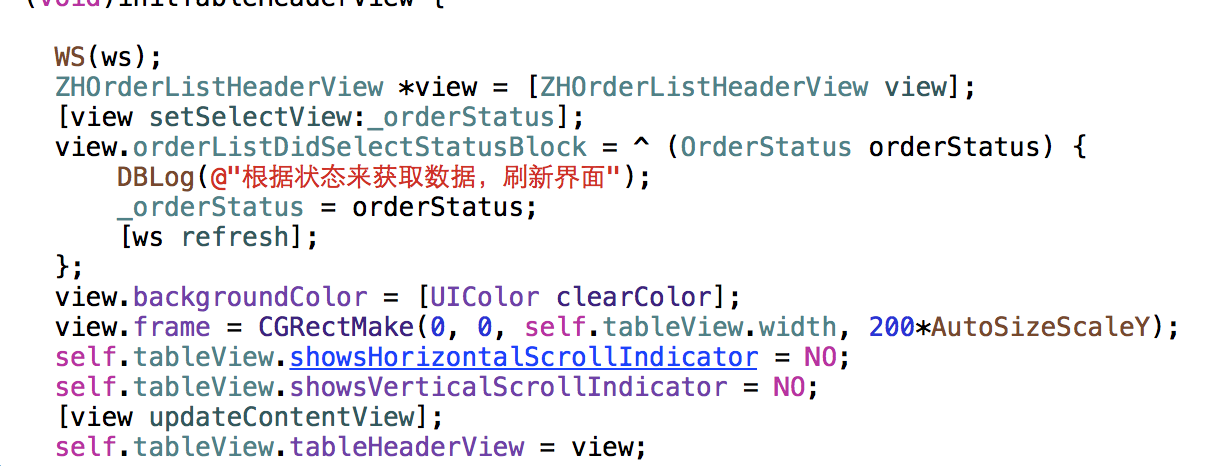 (void)initTableHeaderView {
WS(ws);
ZHOrderListHeaderView *view = [ZHOrderListHeaderView view];
[view setSelectView:_orderStatus];
view.orderListDidSelectStatusBlock = ^ (OrderStatus orderStatus) {
DBLog(@"根据状态来获取数据，刷新界面");
_orderStatus = orderStatus;
[ws refresh];
};
view.backgroundColor = [UIColor clearColor];
view.frame = CGRectMake(0, 0, self.tableView.width, 200*AutoSizeScaleY);
self.tableView.showsHorizontalScrollIndicator = NO;
self.tableView.showsVerticalScrollIndicator = NO;
[view updateContentView];
self.tableView.tableHeaderView = view;